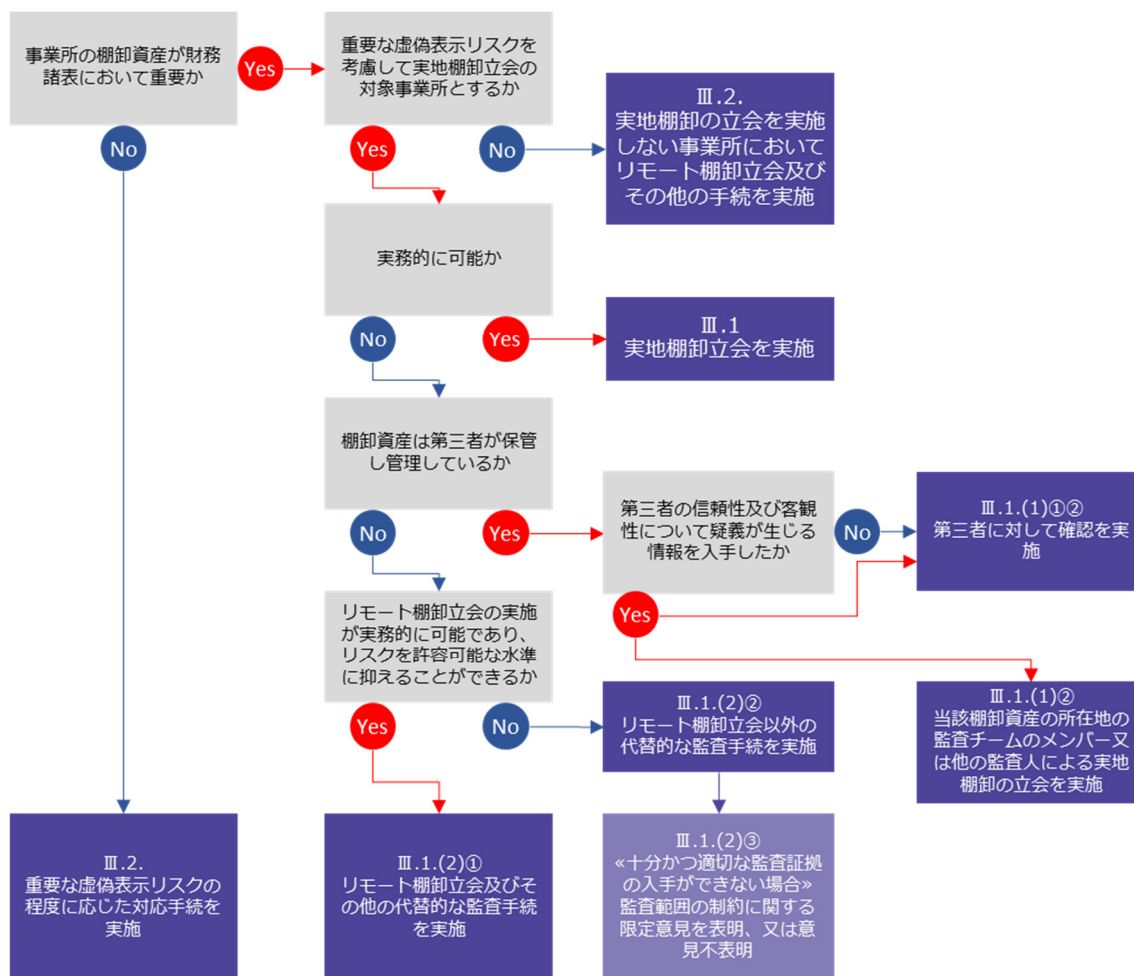 事業所の棚卸資産が財務
諸表において重要か
Yes
重要な虚偽表示リスクを
考慮して実地棚卸立会の
対象事業所とするか
Ⅲ.2.
実地棚卸の立会を実施
しない事業所において
リモート棚卸立会及び
その他の手続を実施
No
Yes
No
実務的に可能か
No
Yes
Ⅲ.1
実地棚卸立会を実施
棚卸資産は第三者が保管
し管理しているか
No
Yes
第三者の信頼性及び客観
性について疑義が生じる
情報を入手したか
No
Ⅲ.1.(1)①②
第三者に対して確認を実
施
Yes
リモート棚卸立会の実施
が実務的に可能であり、
リスクを許容可能な水準
に抑えることができるか
Yes
No
Ⅲ.1.(2)②
リモート棚卸立会以外の
代替的な監査手続を実施
Ⅲ.1.(1)②
当該棚卸資産の所在地の
監査チームのメンバー又
は他の監査人による実地
棚卸の立会を実施
Ⅲ.2.
重要な虚偽表示リスクの
程度に応じた対応手続を
実施
Ⅲ.1.(2)①
リモート棚卸立会及びそ
の他の代替的な監査手続
を実施
Ⅲ.1.(2)③
≪十分かつ適切な監査証拠
の入手ができない場合≫
監査範囲の制約に関する
限定意見を表明、又は意
見不表明